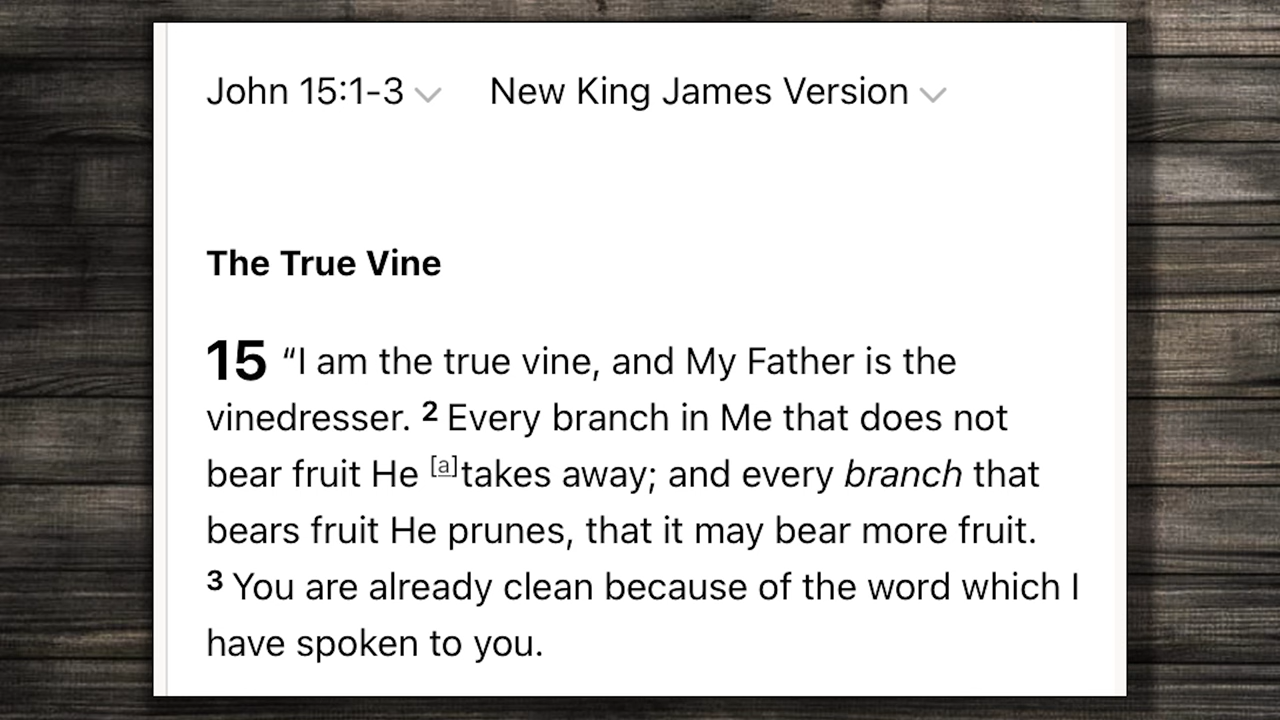 John 15:1-3 New King James Version
The True Vine
15 “I am the true vine, and My Father is the
vinedresser. 2 Every branch in Me that does not
bear fruit He [a]takes away; and every branch that
bears fruit He prunes, that it may bear more fruit.
3 You are already clean because of the word which I
have spoken to you.